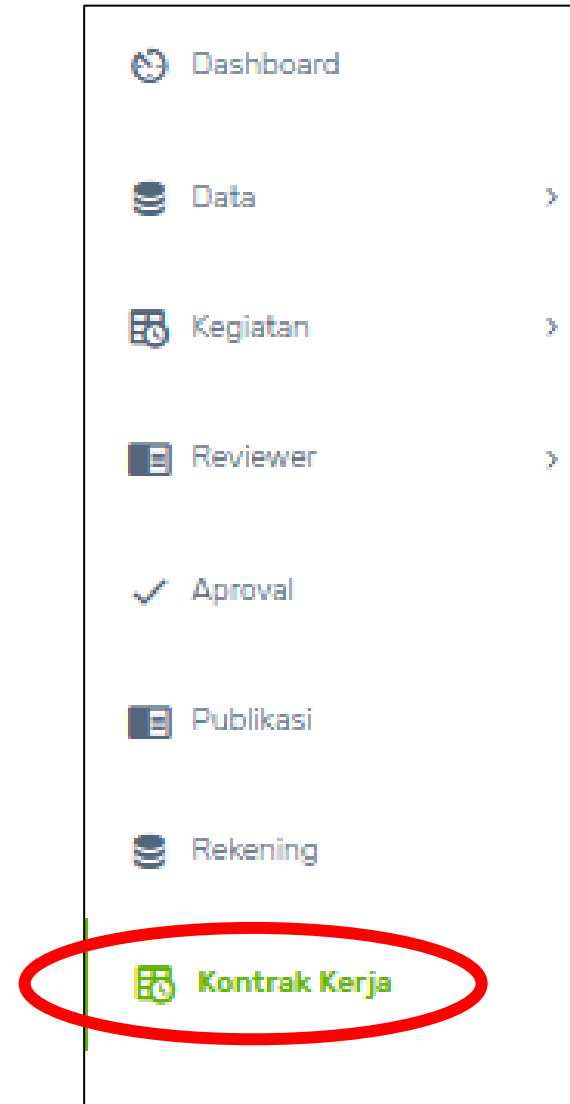 Dashboard
Data
Kegiatan
Reviewer
Aproval
Publikasi
Rekening
Kontrak Kerja